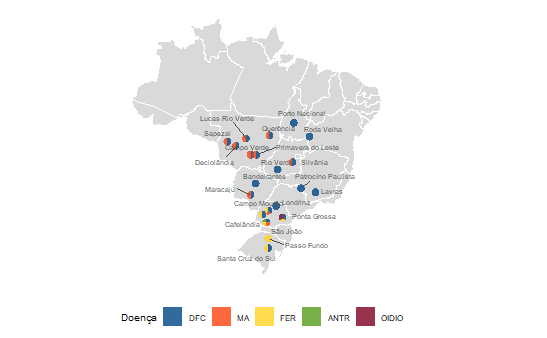 Porto Nacional
Lucas Rio Verde
Sapezal
Querência
Roda Velha
Campo Verde
Primavera do Leste
Deciolândia
Rio Verde
Silvânia
Bandeirantes
Patrocínio Paulista
Maracajú
Lavras
Campo Mourão
Londrina
Ponta Grossa
Cafelândia
São João
Passo Fundo
Santa Cruz do Sul
Doença DFC MA FER ANTR OIDIO